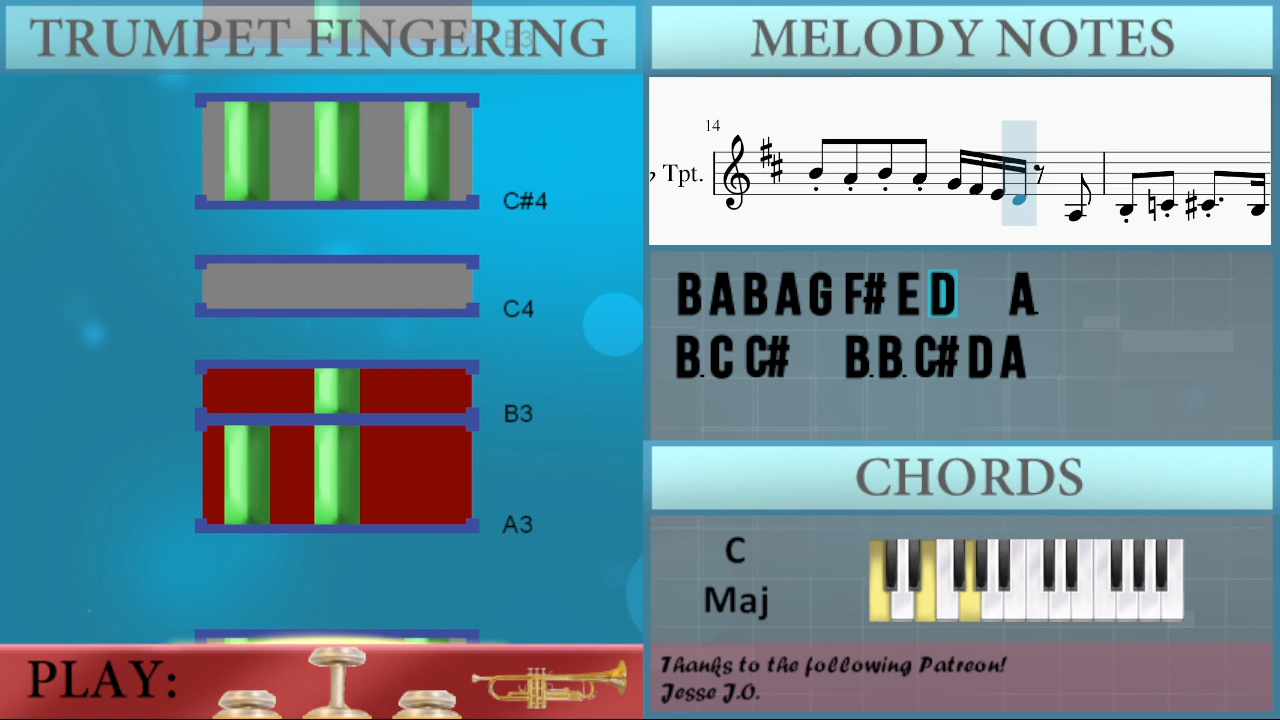 TRUMPET FINGERING
B3
C#4
C4
B3
A3
PLAY:
MELODY NOTES
14
Tpt.
B A B A G F# E D A.
B. C C# B. B. C# D A
CHORDS
C
Maj
Thanks to the following Patreon!
Jesse J.O.